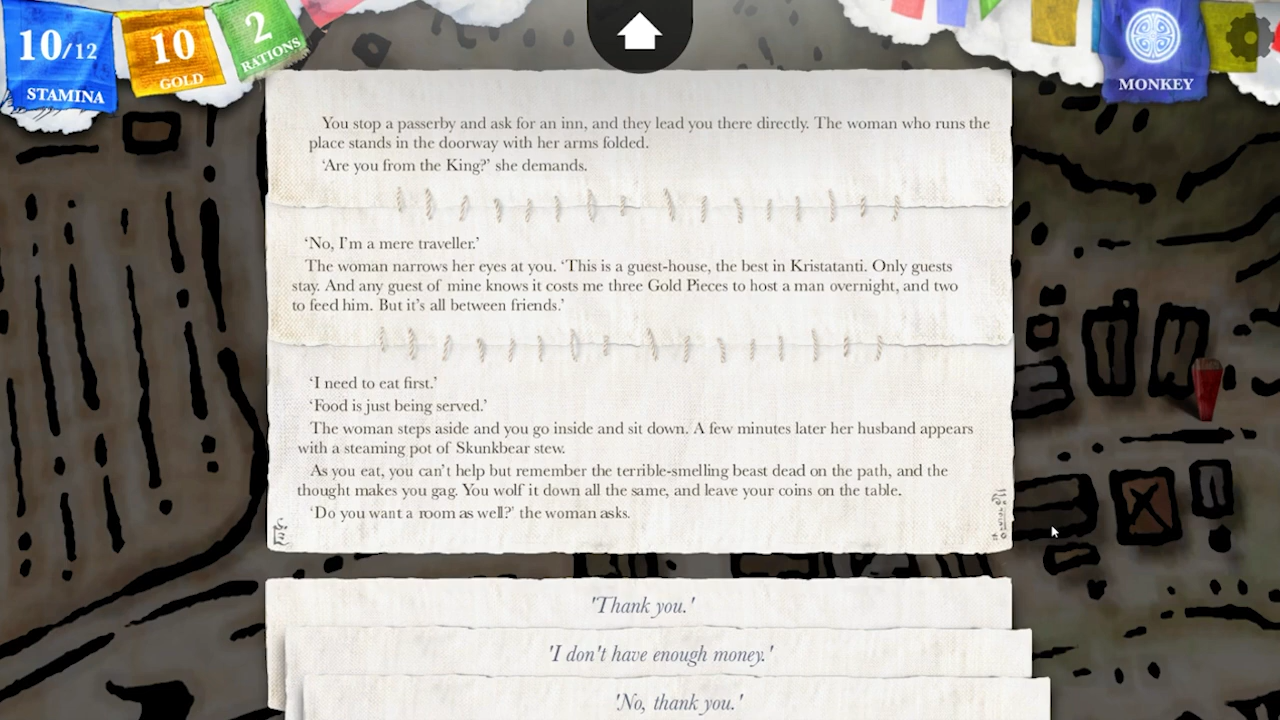 10/12
STAMINA
10
GOLD
2
RATIONS
MONKEY
You stop a passerby and ask for an inn, and they lead you there directly. The woman who runs the
place stands in the doorway with her arms folded.
‘Are you from the King?’ she demands.
‘No, I’m a mere traveller.’
The woman narrows her eyes at you. ‘This is a guest-house, the best in Kristatanti. Only guests
stay. And any guest of mine knows it costs me three Gold Pieces to host a man overnight, and two
to feed him. But it’s all between friends.’
‘I need to eat first.’
‘Food is just being served.’
The woman steps aside and you go inside and sit down. A few minutes later her husband appears
with a steaming pot of Skunkbear stew.
As you eat, you can’t help but remember the terrible-smelling beast dead on the path, and the
thought makes you gag. You wolf it down all the same, and leave your coins on the table.
‘Do you want a room as well?’ the woman asks.
'Thank you.'
'I don't have enough money.'
'No, thank you.'